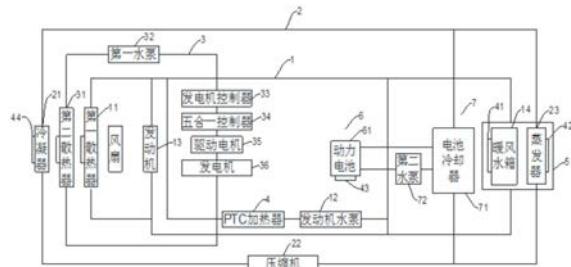 2
32
第一水泵
3
1
44
21
冷凝器
31
第二散热器
11
第一散热器
风扇
发动机
13
33
发电机控制器
34
五合一控制器
35
驱动电机
36
发电机
6
61
动力
电池
43
第二水泵
72
7
电池
冷却
器
71
41
14
暖风
水箱
23
蒸发器
42
5
4
PTC加热器
12
发动机水泵
22
压缩机